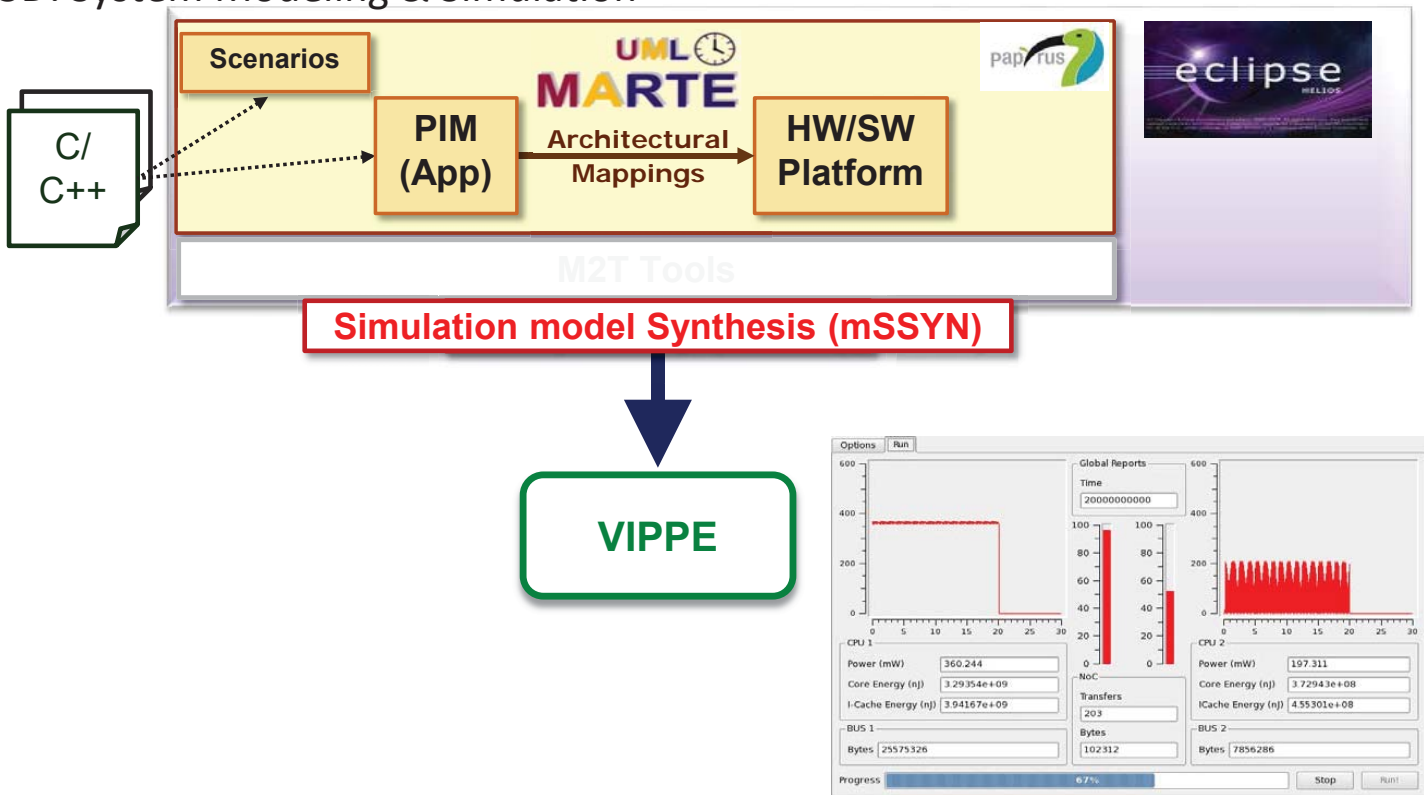 System Modeling & Simulation
Scenarios
UML
MARTE
papyrus
eclipse
HELIOS
C/
C++
PIM
(App)
Architectural
Mappings
HW/SW
Platform
M2T Tools
Simulation model Synthesis (mSSYN)
VIPPE
Options Run
600
400
200
0
0 5 10 15 20 25 30
Global Reports
Time
20000000000
100 100
80 80
60 60
40 40
20 20
0 0
600
400
200
0
0 5 10 15 20 25 30
CPU 1
Power (mW) 360.244
Core Energy (nJ) 3.29354e+09
I-Cache Energy (nJ) 3.94167e+09
BUS 1
Bytes 25575326
NoC
Transfers
203
Bytes
102312
CPU 2
Power (mW) 197.311
Core Energy (nJ) 3.72943e+08
ICache Energy (nJ) 4.55301e+08
BUS 2
Bytes 7856286
Progress 67% Stop Run!